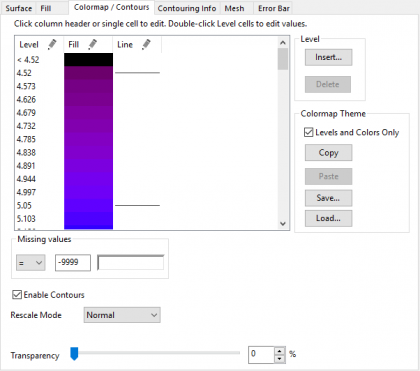 Surface Fill Colormap / Contours Contouring Info Mesh Error Bar
Click column header or single cell to edit. Double-click Level cells to edit values.
Level Fill Line
< 4.52
4.52
4.573
4.626
4.679
4.732
4.785
4.838
4.891
4.944
4.997
5.05
5.103
Level
Insert...
Delete
Colormap Theme
Levels and Colors Only
Copy
Paste
Save...
Load...
Missing values
= -9999
Enable Contours
Rescale Mode Normal
Transparency 0 %